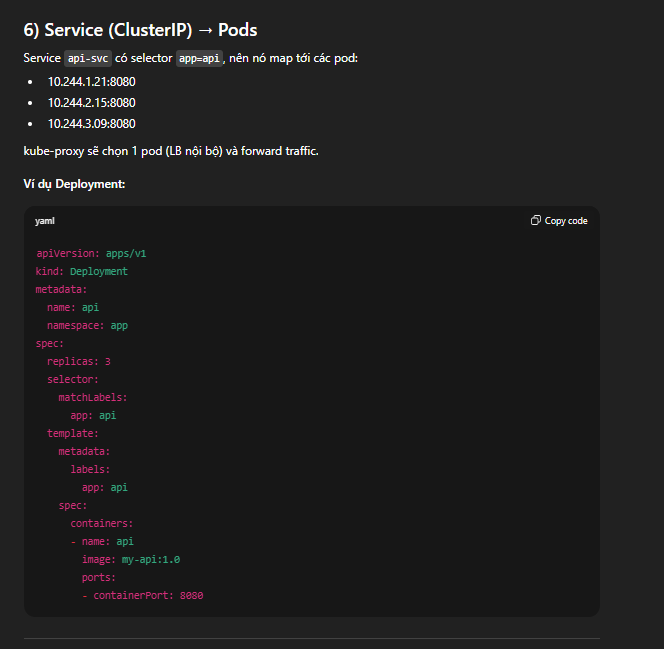 6) Service (ClusterIP) → Pods
Service api-svc có selector app=api, nên nó map tới các pod:
• 10.244.1.21:8080
• 10.244.2.15:8080
• 10.244.3.09:8080
kube-proxy sẽ chọn 1 pod (LB nội bộ) và forward traffic.
Ví dụ Deployment:
yaml
Copy code
apiVersion: apps/v1
kind: Deployment
metadata:
  name: api
  namespace: app
spec:
  replicas: 3
  selector:
    matchLabels:
      app: api
  template:
    metadata:
      labels:
        app: api
    spec:
      containers:
      - name: api
        image: my-api:1.0
        ports:
        - containerPort: 8080